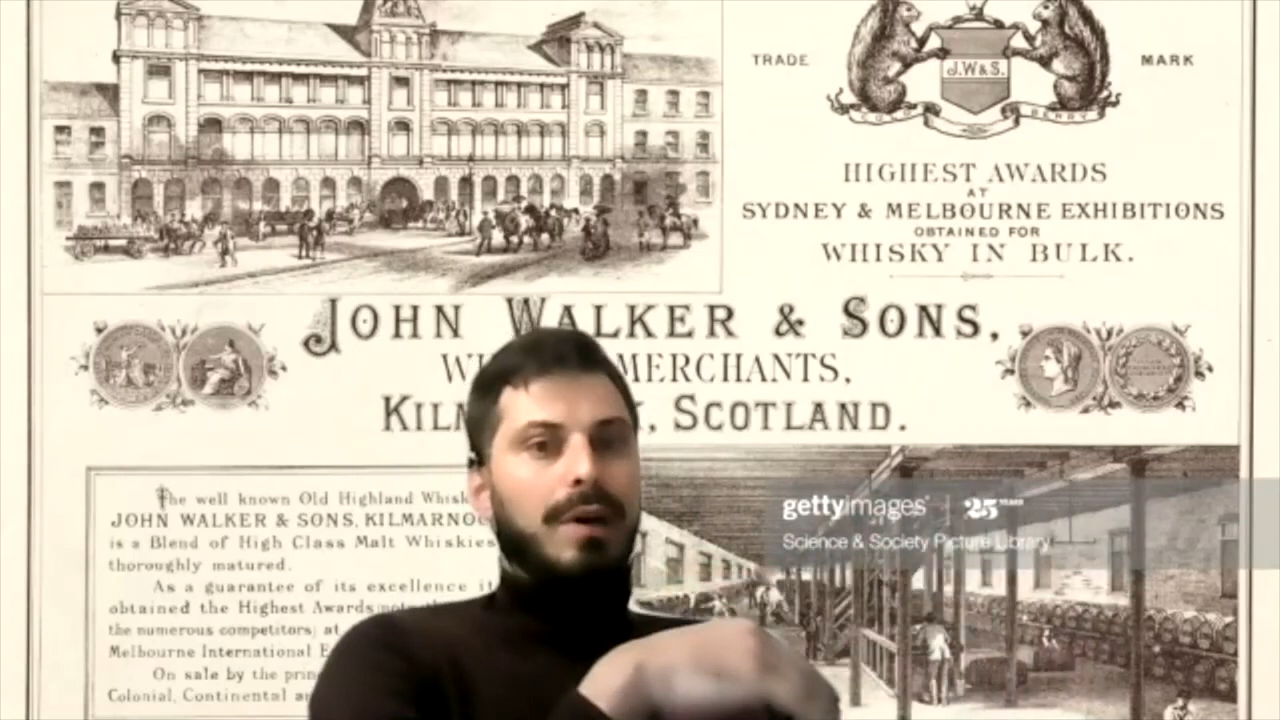 TRADE MARK
J.W&S.
HIGHEST AWARDS
AT
SYDNEY & MELBOURNE EXHIBITIONS
OBTAINED FOR
WHISKY IN BULK.
JOHN WALKER & SONS,
MERCHANTS,
SCOTLAND.
The well known Old Highland
JOHN WALKER & SONS, KILMARNO
is a Blend of High Class Malt Whiskies
thoroughly matured.
As a guarantee of its excellence it
obtained the Highest Awards
the numerous competitors; at
Melbourne International
On sale by the
Colonial, Continental
gettyimages® | 25 YEARS
Science & Society Picture Library